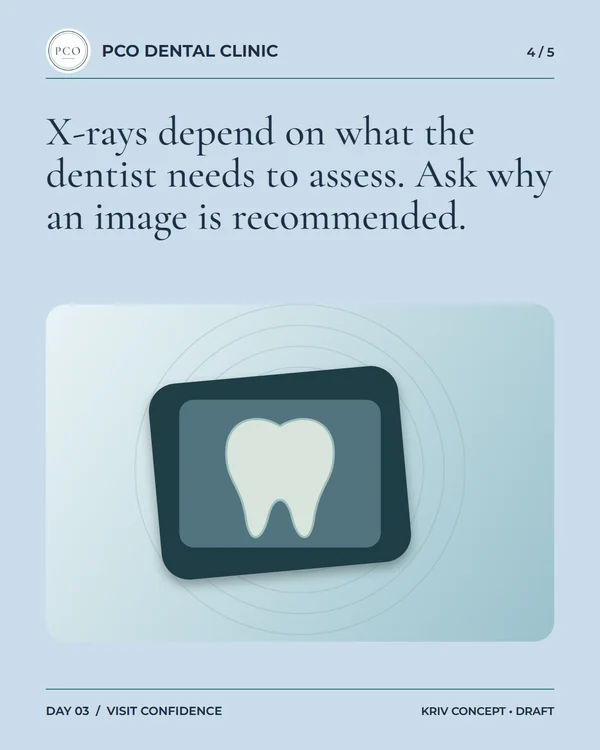 PCO
PCO DENTAL CLINIC
4 / 5
X-rays depend on what the
dentist needs to assess. Ask why
an image is recommended.
DAY 03 / VISIT CONFIDENCE
KRIV CONCEPT • DRAFT